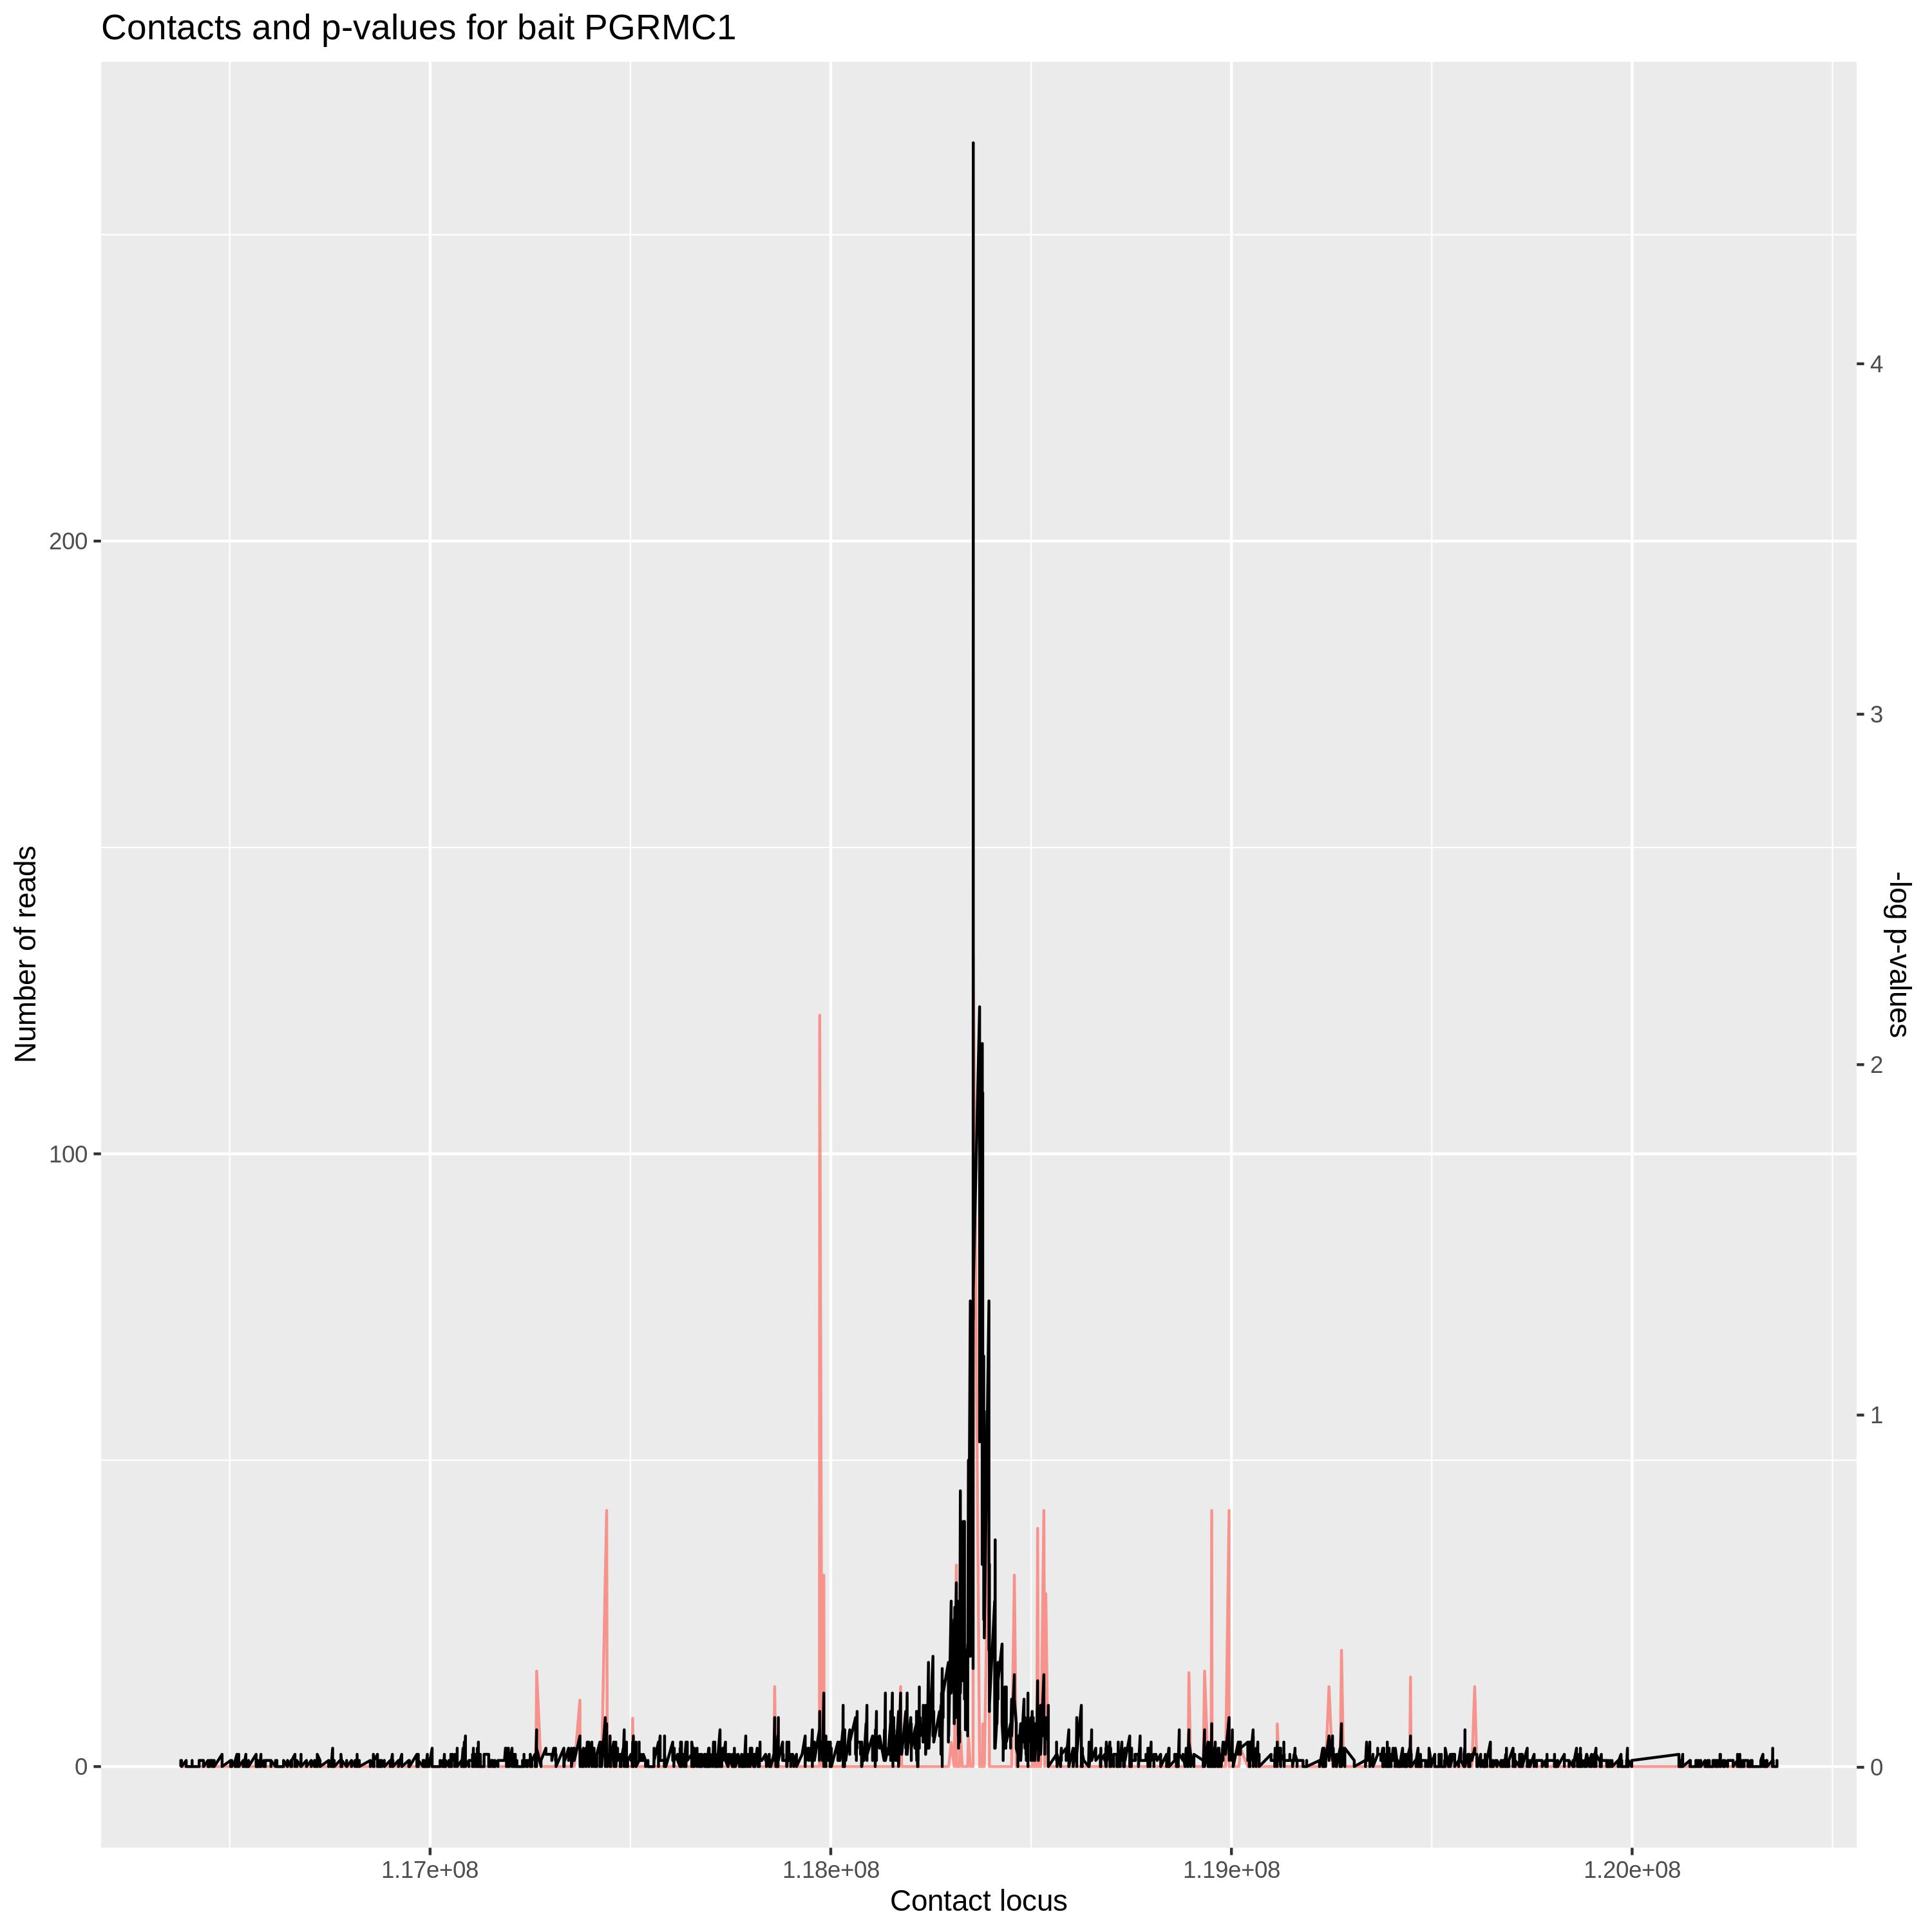 Contacts and p-values for bait PGRMC1
Number of reads
200
100
0
4
3
2
1
0
-log p-values
1.17e+08
1.18e+08
1.19e+08
1.20e+08
Contact locus